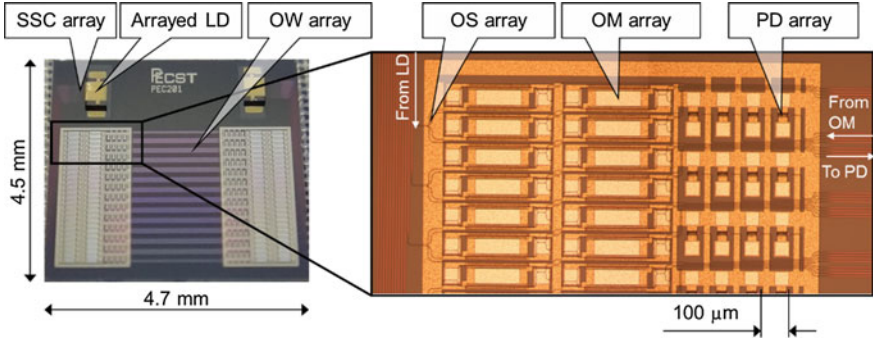 SSC array
Arrayed LD
OW array
OS array
OM array
PD array
PECST
PEC201
From LD
From
OM
To PD
4.5 mm
4.7 mm
100 μm